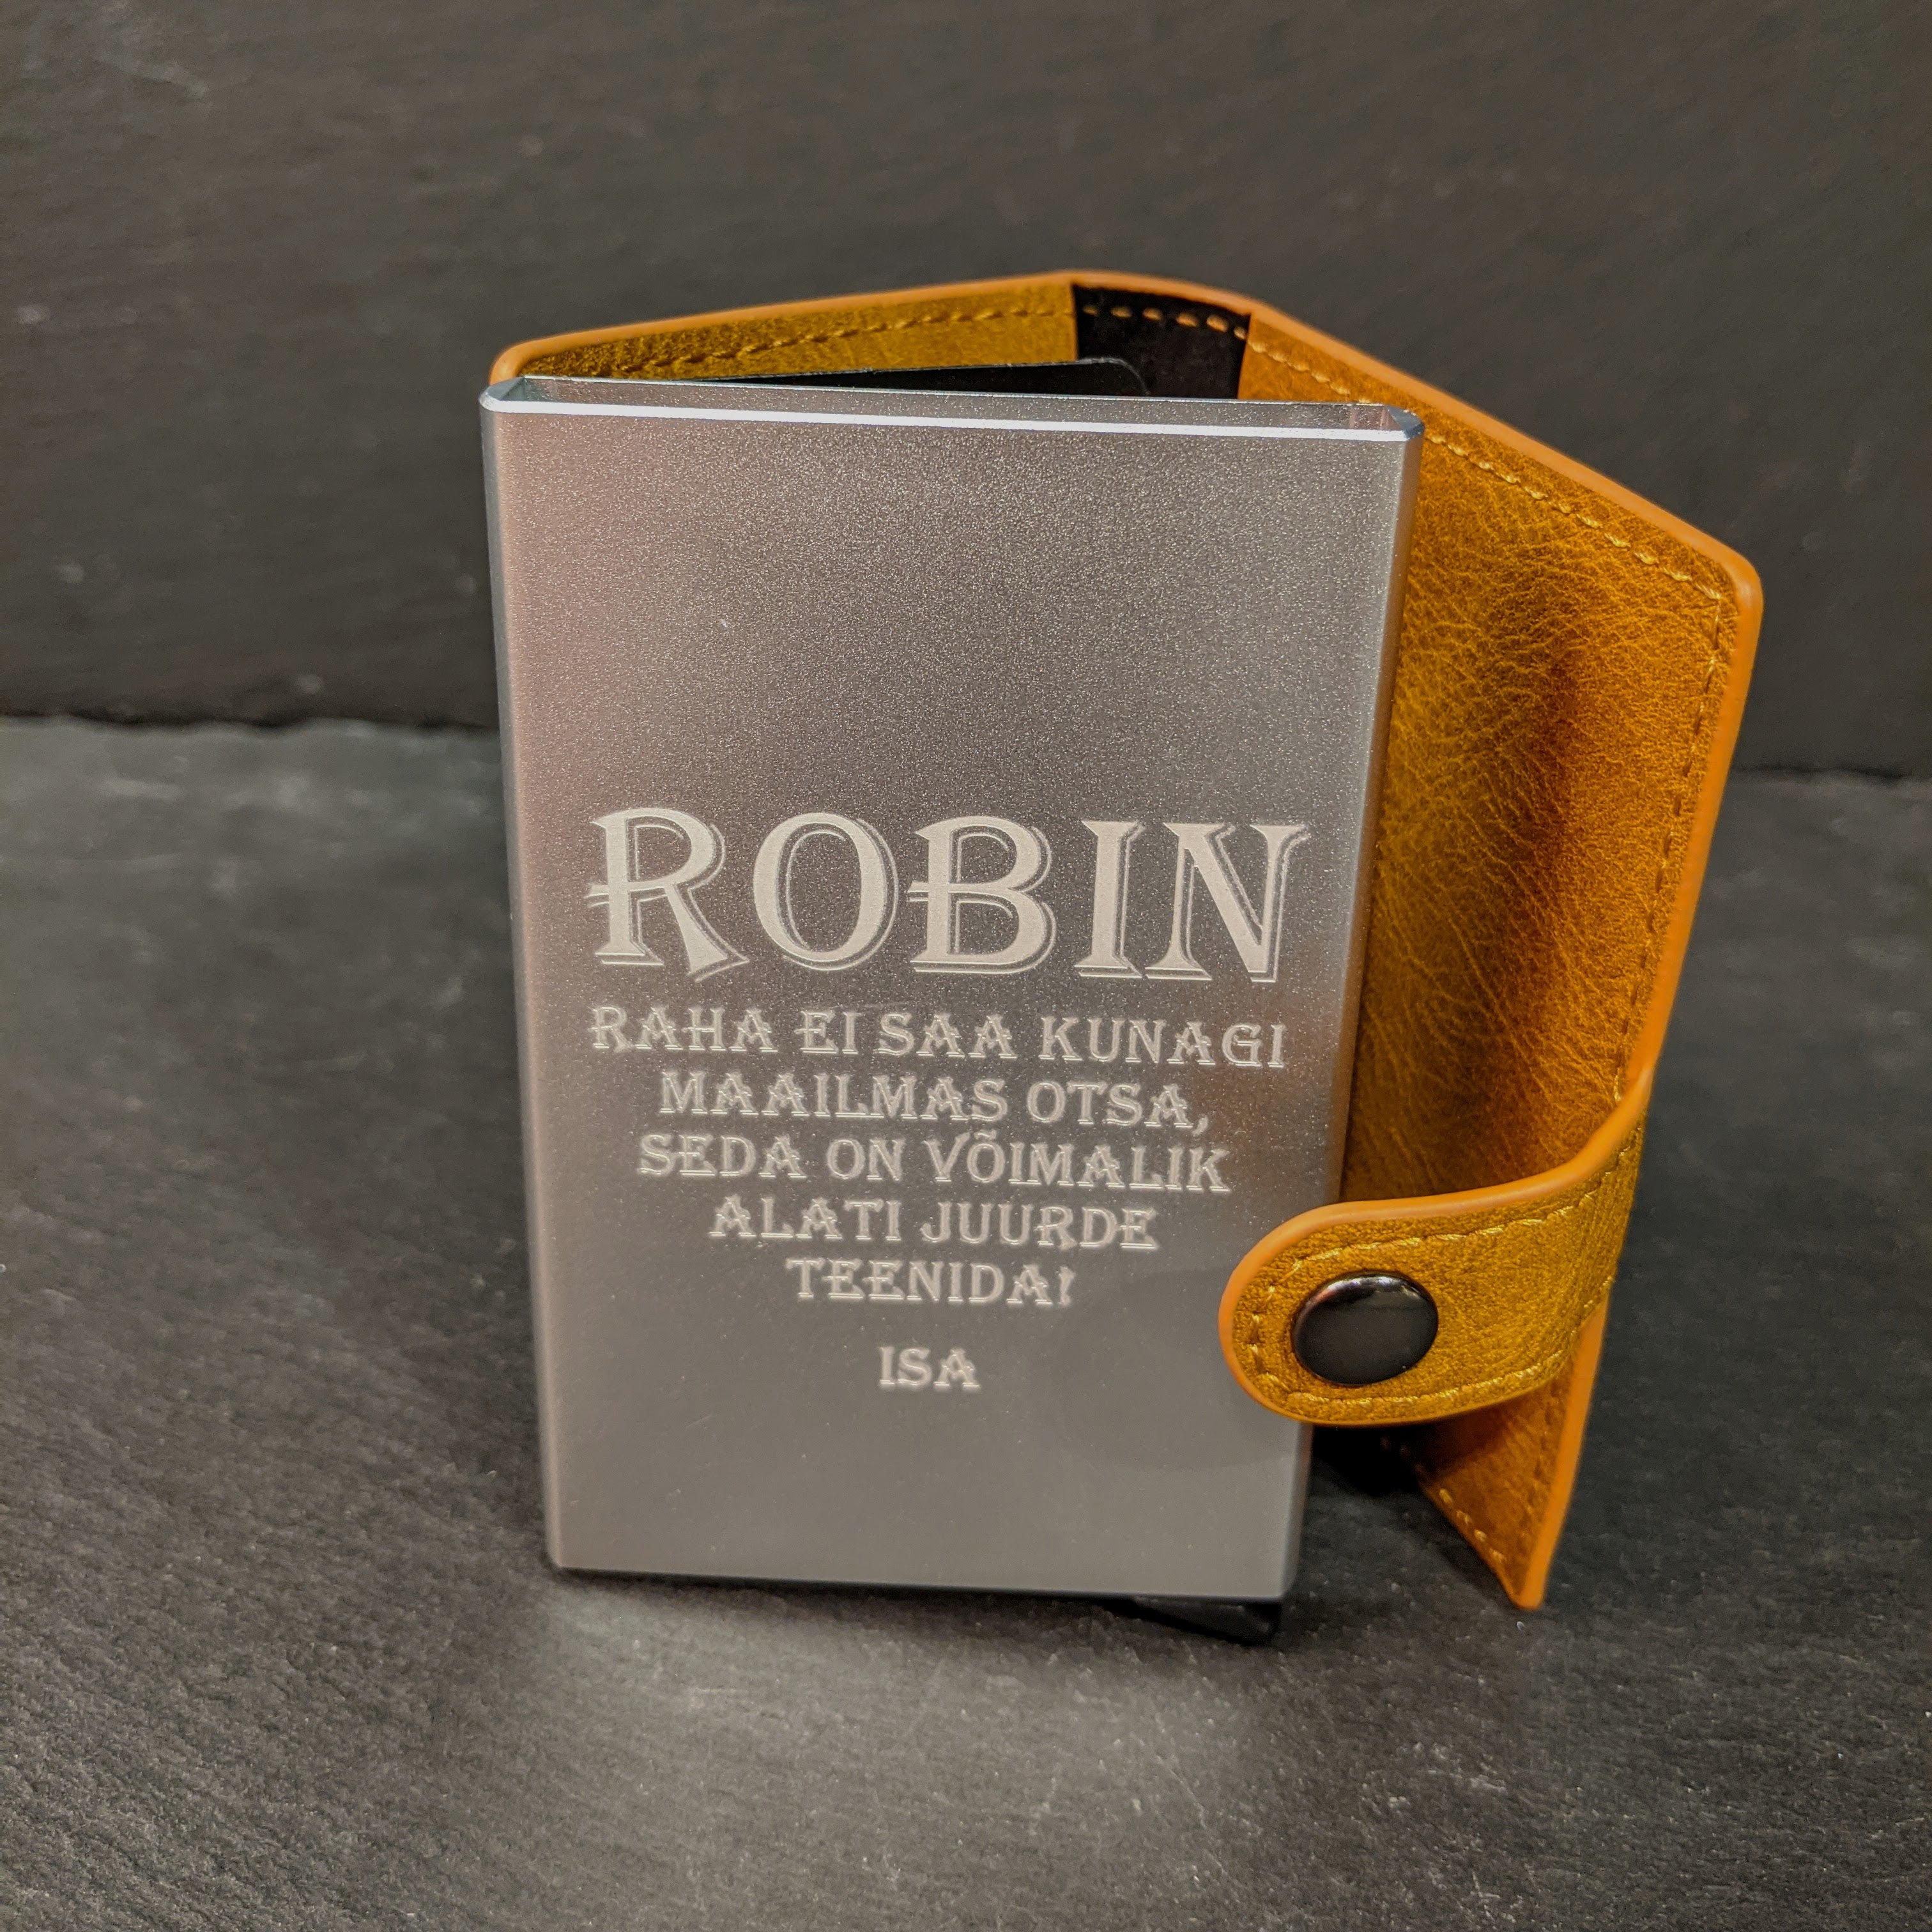 ROBIN
RAHA EI SAA KUNAGI
MAAILMAS OTSA,
SEDA ON VÕIMALIK
ALATI JUURDE
TEENIDA!
ISA